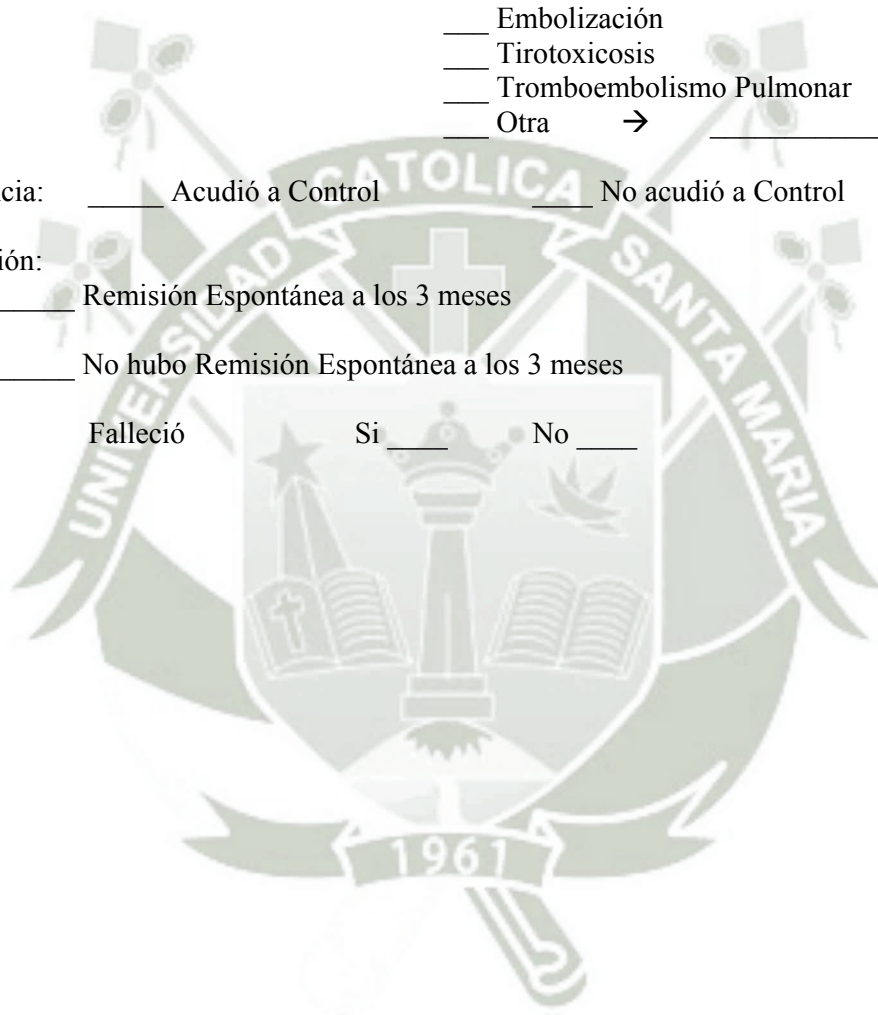 ___ Embolización
___ Tirotoxicosis
___ Tromboembolismo Pulmonar
___ Otra → ___________
cia: _____ Acudió a Control ____ No acudió a Control
ión:
_____ Remisión Espontánea a los 3 meses
_____ No hubo Remisión Espontánea a los 3 meses
Falleció Si ____ No ____
UNIVERSILAD CATOLICA SANTA MARIA
1961